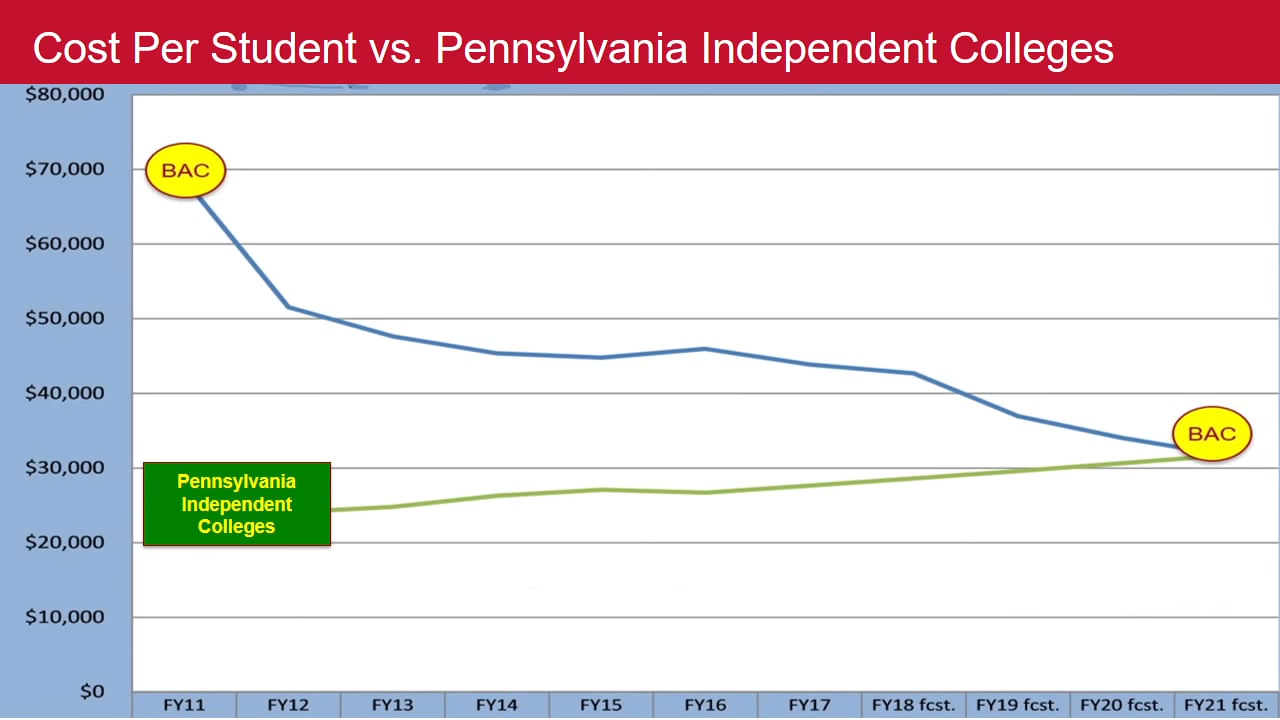 Cost Per Student vs. Pennsylvania Independent Colleges
$80,000
$70,000
$60,000
$50,000
$40,000
$30,000
$20,000
$10,000
$0
BAC
BAC
Pennsylvania
Independent
Colleges
FY11 FY12 FY13 FY14 FY15 FY16 FY17 FY18 fcst. FY19 fcst. FY20 fcst. FY21 fcst.